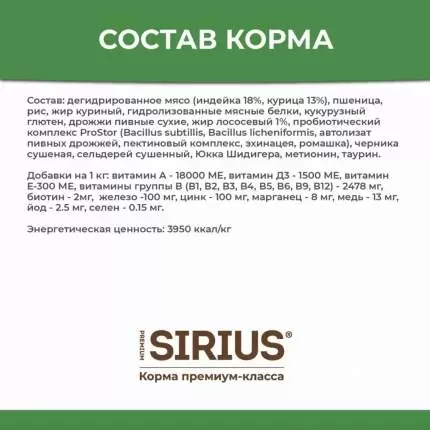 СОСТАВ КОРМА
Состав: дегидрированное мясо (индейка 18%, курица 13%), пшеница,
рис, жир куриный, гидролизованные мясные белки, кукурузный
глютен, дрожжи пивные сухие, жир лососевый 1%, пробиотический
комплекс ProStor (Bacillus subtillis, Bacillus licheniformis, автолизат
пивных дрожжей, пектиновый комплекс, эхинацея, ромашка), черника
сушеная, сельдерей сушенный, Юкка Шидигера, метионин, таурин.
Добавки на 1 кг: витамин А - 18000 МЕ, витамин Д3 - 1500 МЕ, витамин
Е-300 МЕ, витамины группы В (В1, В2, В3, В4, В5, В6, В9, В12) - 2478 мг,
биотин - 2мг, железо -100 мг, цинк - 100 мг, марганец - 8 мг, медь - 13 мг,
йод - 2.5 мг, селен - 0.15 мг.
Энергетическая ценность: 3950 ккал/кг
PREMIUM
SIRIUS®
Корма премиум-класса